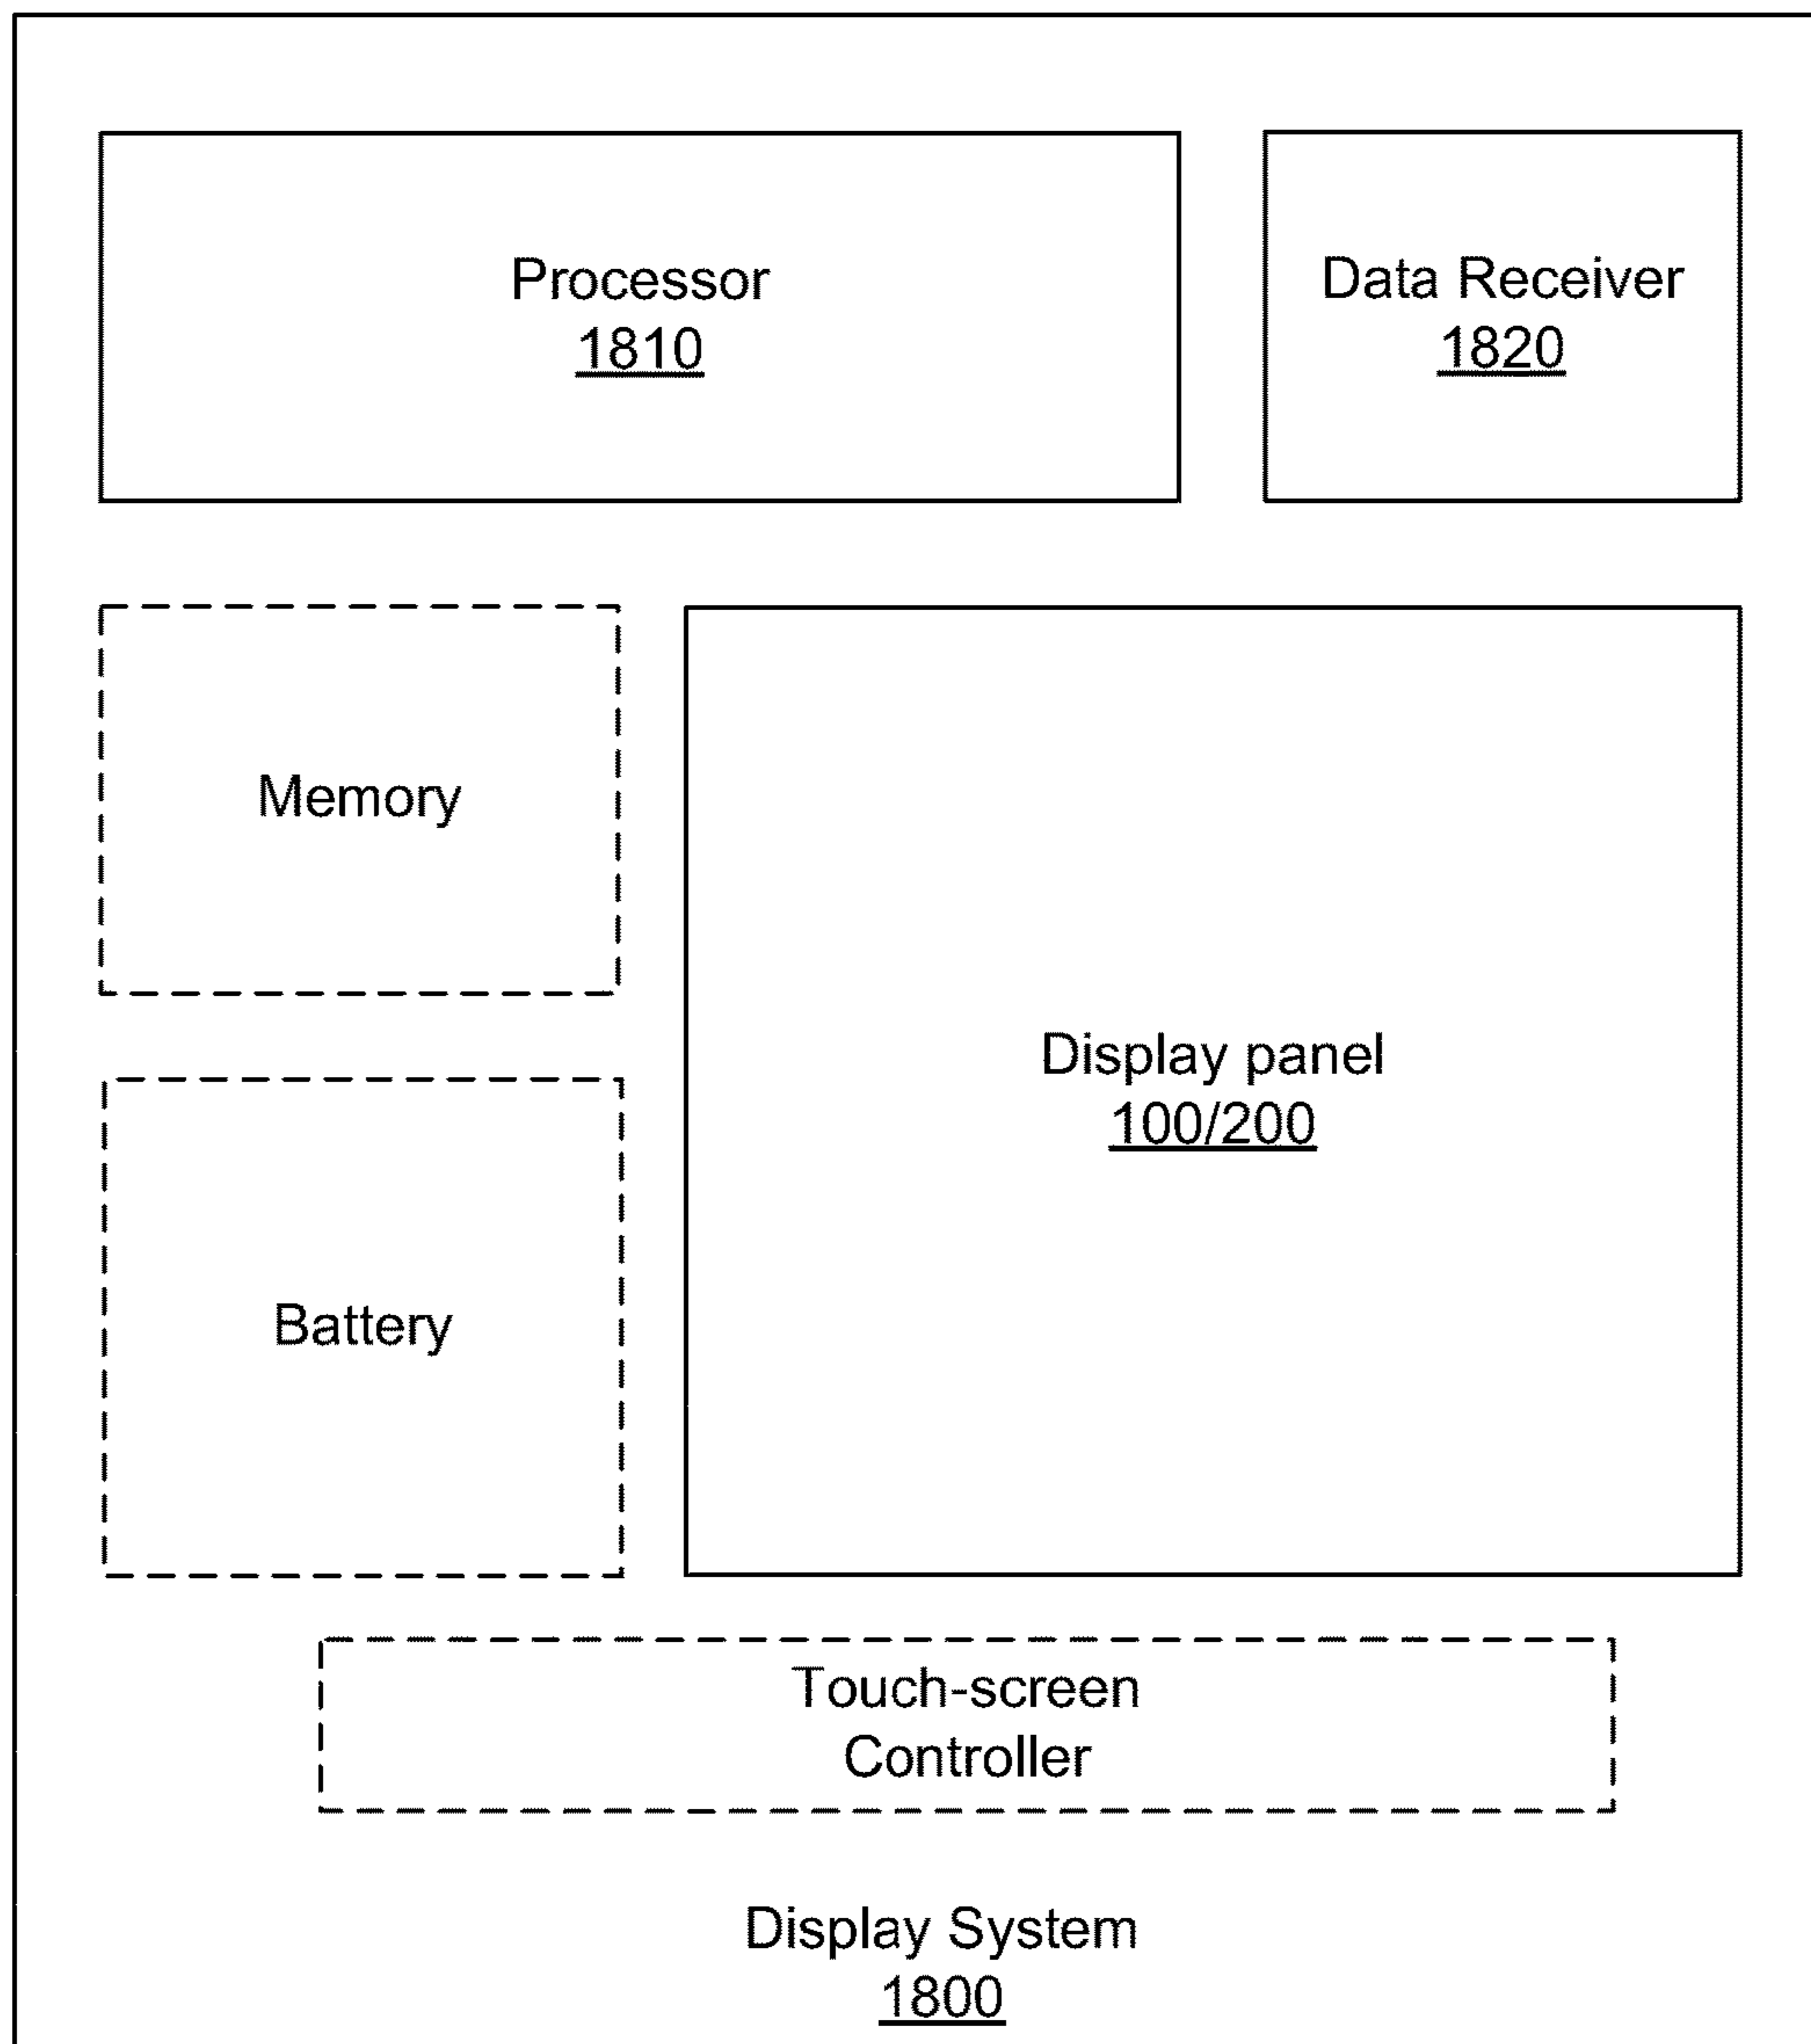 Processor
1810
Data Receiver
1820
Memory
Display panel
100/200
Battery
Touch-screen
Controller
Display System
1800